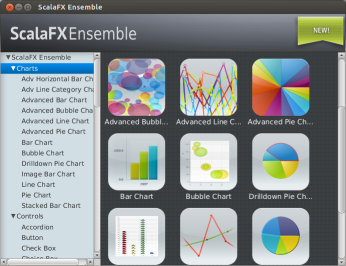 ScalaFX Ensemble
ScalaFX Ensemble
NEW!
ScalaFX Ensemble
Charts
Adv Horizontal Bar Ch
Adv Line Category Cha
Advanced Bar Chart
Advanced Bubble Char
Advanced Line Chart
Advanced Pie Chart
Bar Chart
Bubble Chart
Drilldown Pie Chart
Image Bar Chart
Line Chart
Pie Chart
Stacked Bar Chart
Controls
Accordion
Button
Check Box
Choice Box
Advanced Bubbl...
Advanced Line C...
Advanced Pie Ch...
Bar Chart
Bubble Chart
Drilldown Pie Ch...